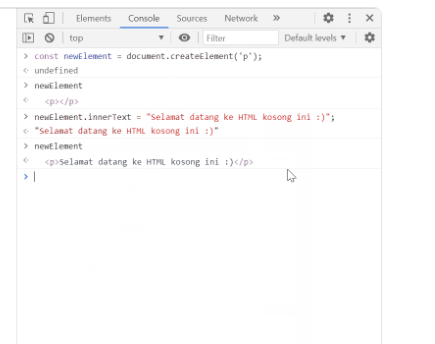 Elements Console Sources Network »
top Filter Default levels ▼
> const newElement = document.createElement('p');
< undefined
> newElement
< <p></p>
> newElement.innerText = "Selamat datang ke HTML kosong ini :)";
< "Selamat datang ke HTML kosong ini :)"
> newElement
< <p>Selamat datang ke HTML kosong ini :)</p>
>